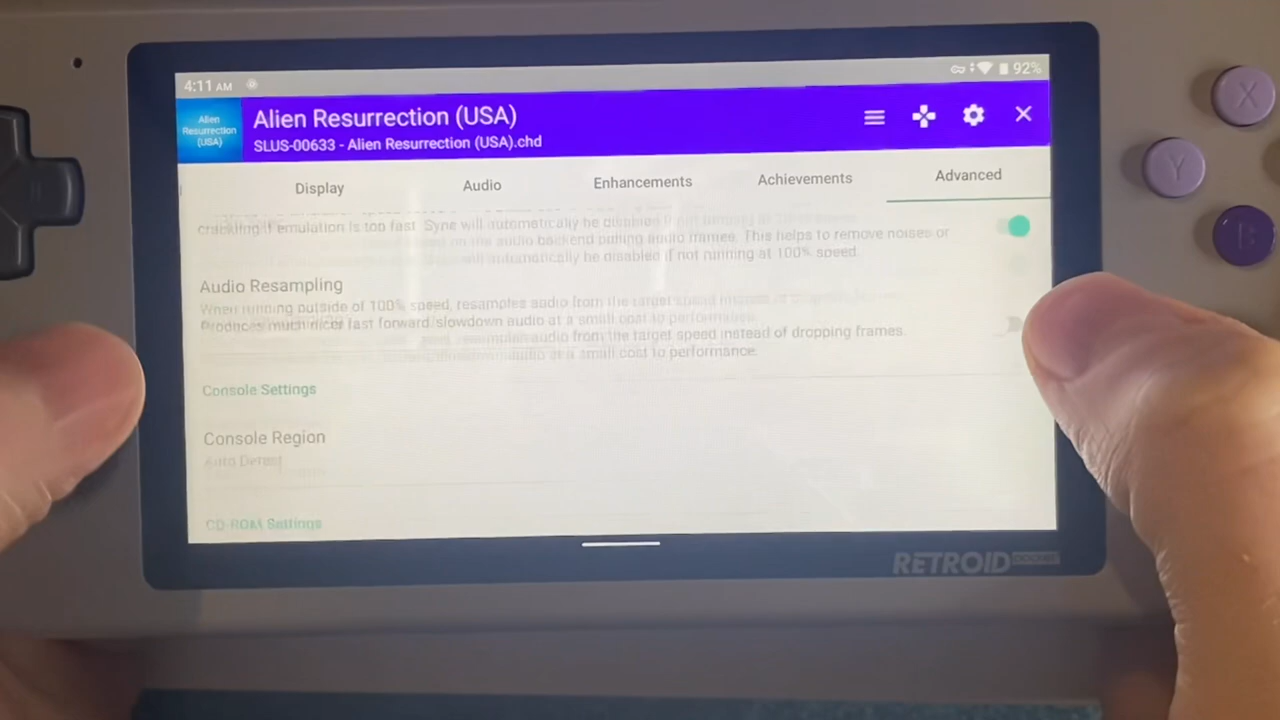 4:11 AM
92%
Alien
Resurrection
(USA)
Alien Resurrection (USA)
SLUS-00633 - Alien Resurrection (USA).chd
Display Audio Enhancements Achievements Advanced
crackling if emulation is too fast. Sync will automatically be disabled
on the audio backend pulling audio frames. This helps to remove noises or
will automatically be disabled if not running at 100% speed.
Audio Resampling
When running outside of 100% speed, resamples audio from the target speed
Produces much nicer fast forward/slowdown audio at a small cost to performance.
audio from the target speed instead of dropping frames.
at a small cost to performance.
Console Settings
Console Region
Auto Detect
CD-ROM Settings
RETROID POCKET
X
Y
B